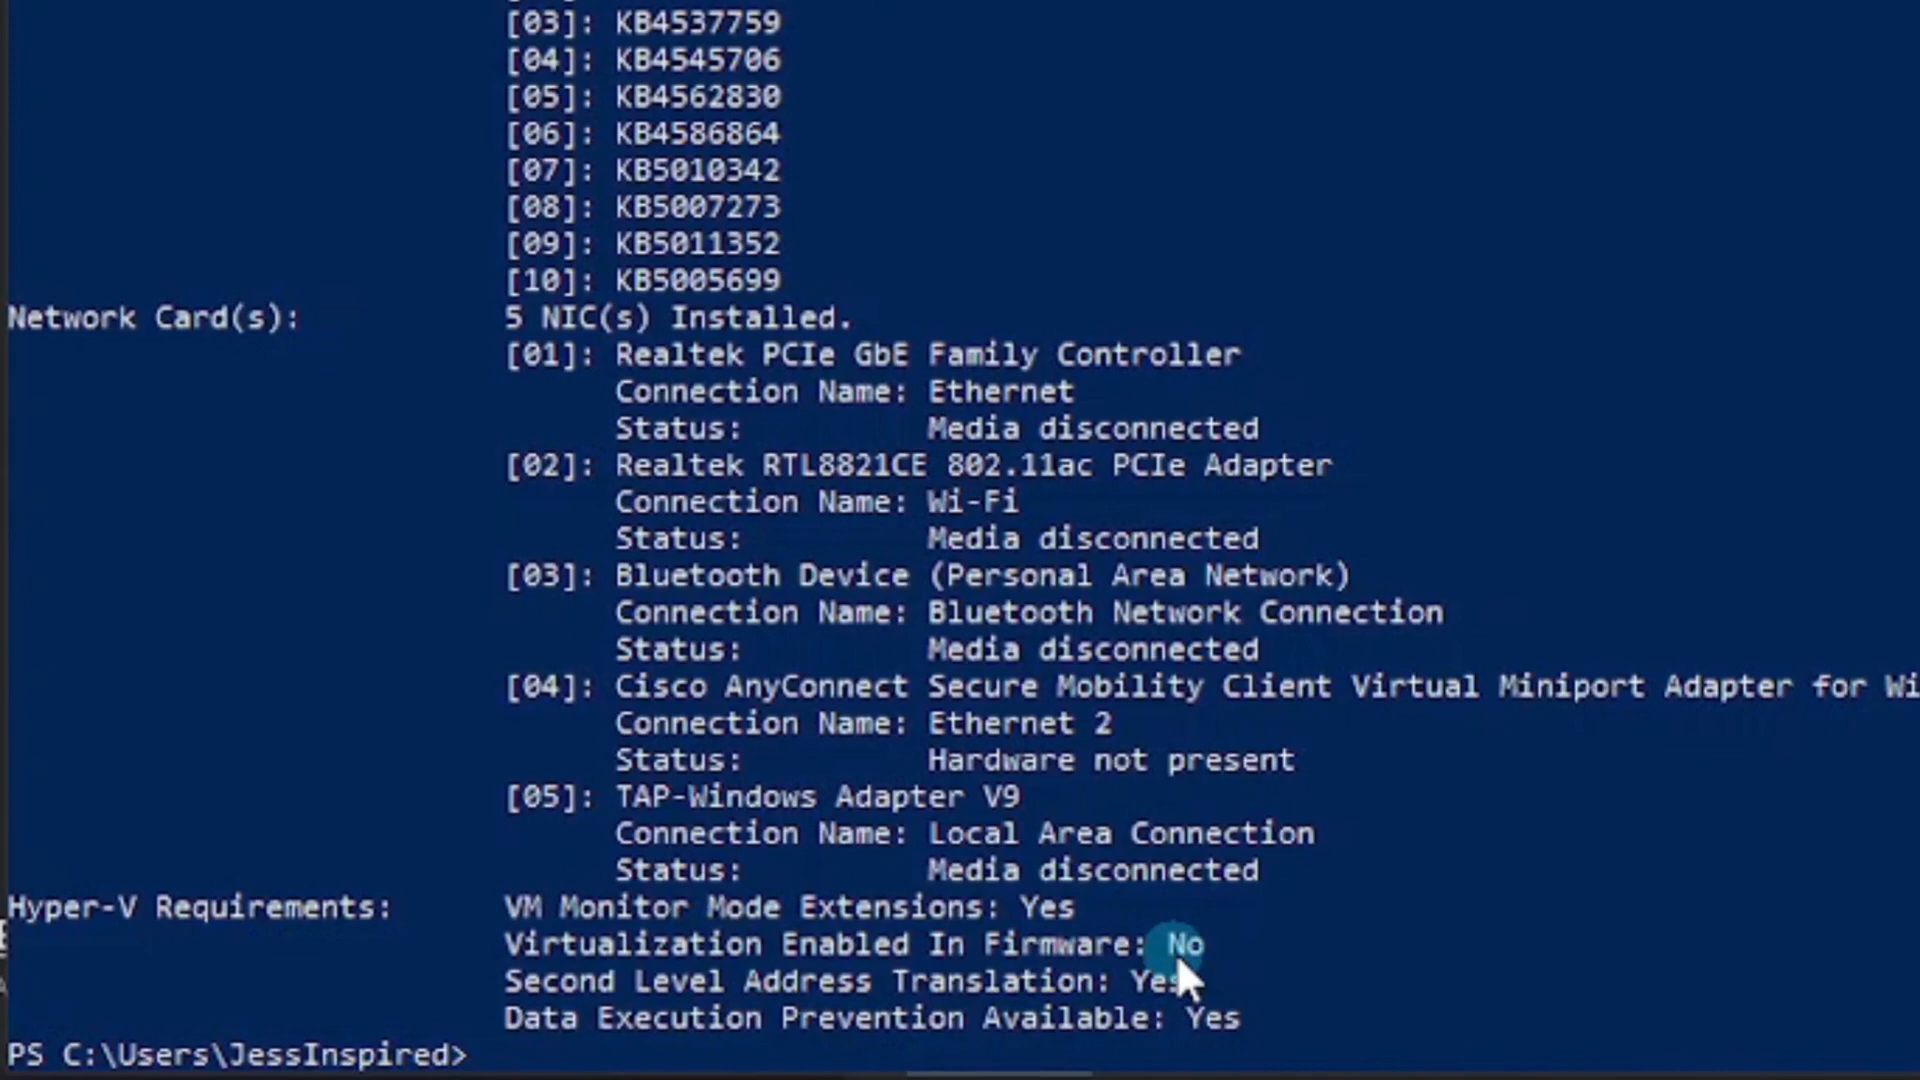 [03]: KB4537759
[04]: KB4545706
[05]: KB4562830
[06]: KB4586864
[07]: KB5010342
[08]: KB5007273
[09]: KB5011352
[10]: KB5005699
Network Card(s): 5 NIC(s) Installed.
[01]: Realtek PCIe GbE Family Controller
Connection Name: Ethernet
Status: Media disconnected
[02]: Realtek RTL8821CE 802.11ac PCIe Adapter
Connection Name: Wi-Fi
Status: Media disconnected
[03]: Bluetooth Device (Personal Area Network)
Connection Name: Bluetooth Network Connection
Status: Media disconnected
[04]: Cisco AnyConnect Secure Mobility Client Virtual Miniport Adapter for Wi
Connection Name: Ethernet 2
Status: Hardware not present
[05]: TAP-Windows Adapter V9
Connection Name: Local Area Connection
Status: Media disconnected
Hyper-V Requirements: VM Monitor Mode Extensions: Yes
Virtualization Enabled In Firmware: No
Second Level Address Translation: Yes
Data Execution Prevention Available: Yes
PS C:\Users\JessInspired>